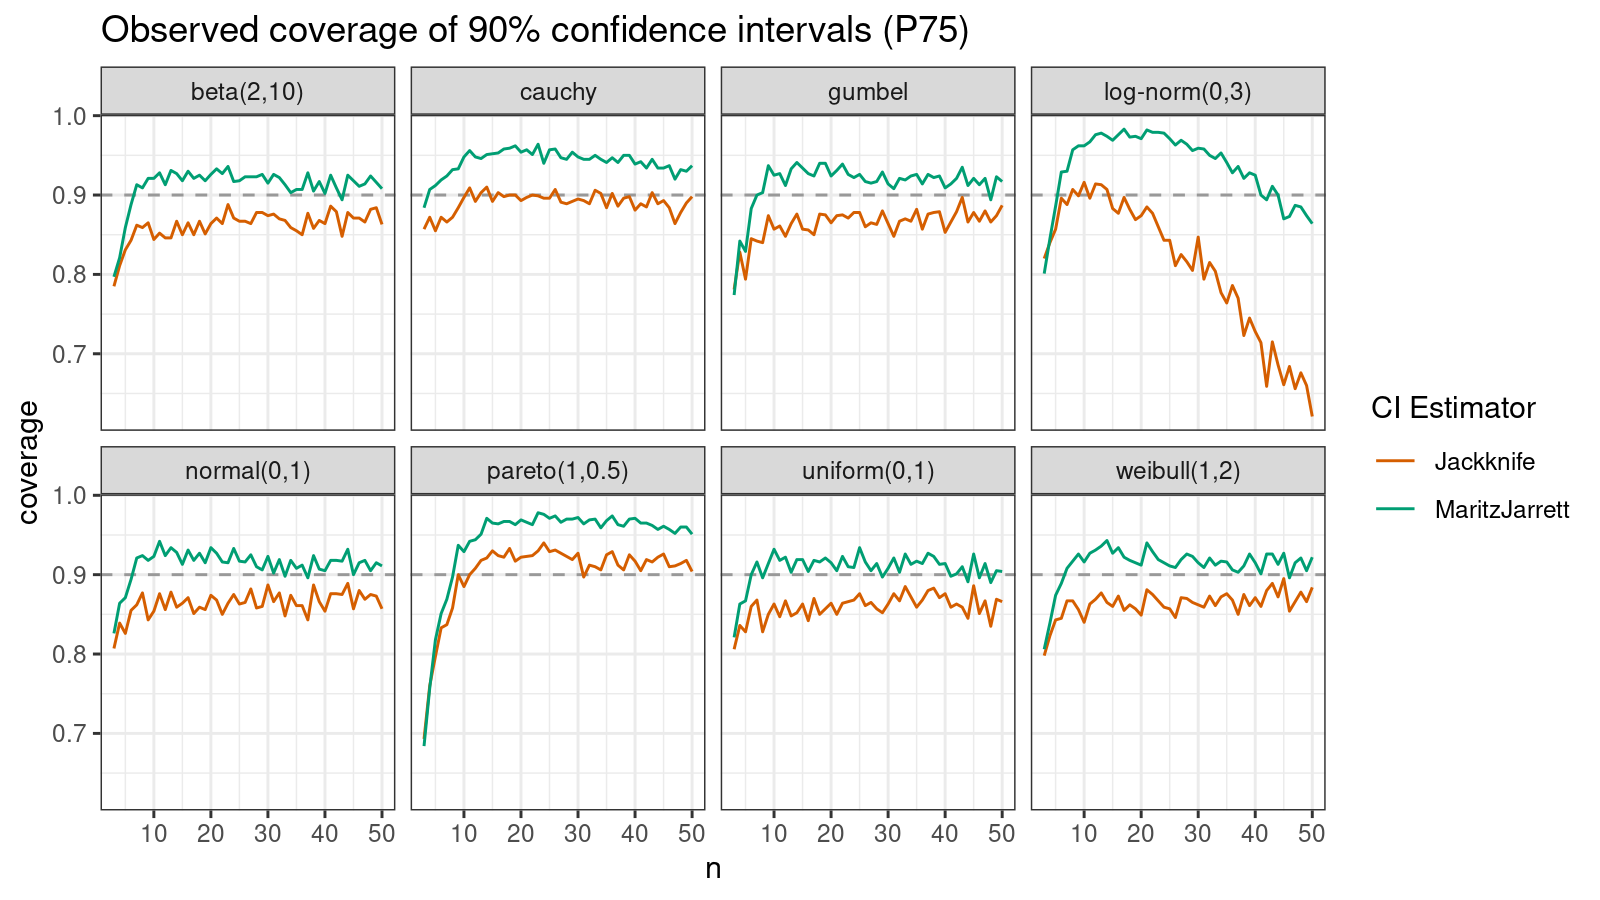 Observed coverage of 90% confidence intervals (P75)
beta(2,10) cauchy gumbel log-norm(0,3)
1.0
0.9
0.8
0.7
coverage
normal(0,1) pareto(1,0.5) uniform(0,1) weibull(1,2)
1.0
0.9
0.8
0.7
10 20 30 40 50 10 20 30 40 50 10 20 30 40 50 10 20 30 40 50
n
CI Estimator
Jackknife
MaritzJarrett